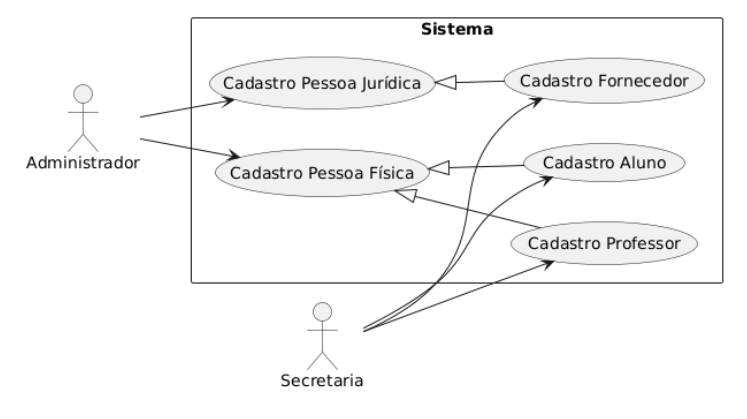 Sistema
Cadastro Pessoa Jurídica
Cadastro Fornecedor
Administrador
Cadastro Pessoa Física
Cadastro Aluno
Cadastro Professor
Secretaria